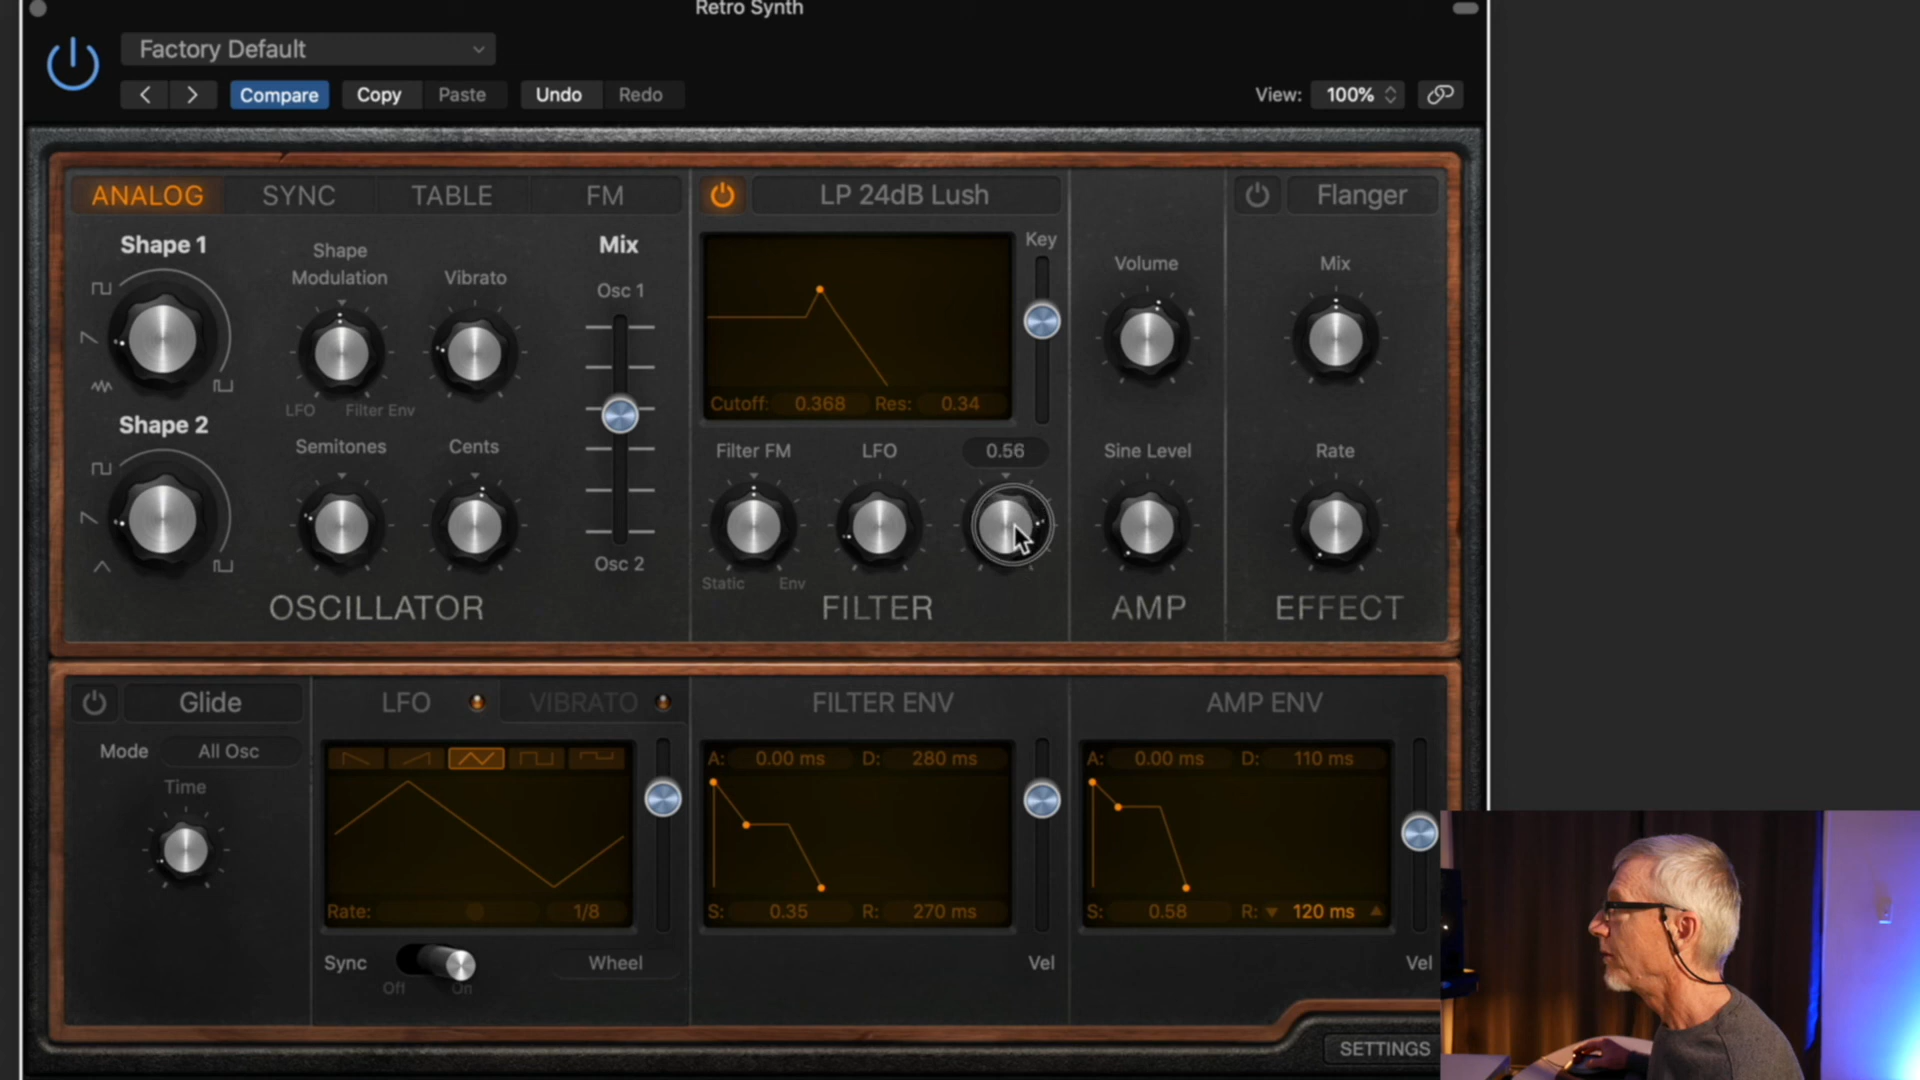 Retro Synth
Factory Default
Compare Copy Paste Undo Redo View: 100%
ANALOG SYNC TABLE FM LP 24dB Lush Flanger
Shape 1 Shape Modulation Vibrato Mix Key Volume Mix
Osc 1
LFO Filter Env Cutoff: 0.368 Res: 0.34
Shape 2 Semitones Cents Filter FM LFO 0.56 Sine Level Rate
Osc 2 Static Env
OSCILLATOR FILTER AMP EFFECT
Glide LFO VIBRATO FILTER ENV AMP ENV
Mode All Osc A: 0.00 ms D: 280 ms A: 0.00 ms D: 110 ms
Time
Rate: 1/8 S: 0.35 R: 270 ms S: 0.58 R: 120 ms
Sync Wheel Vel Vel
Off On
SETTINGS